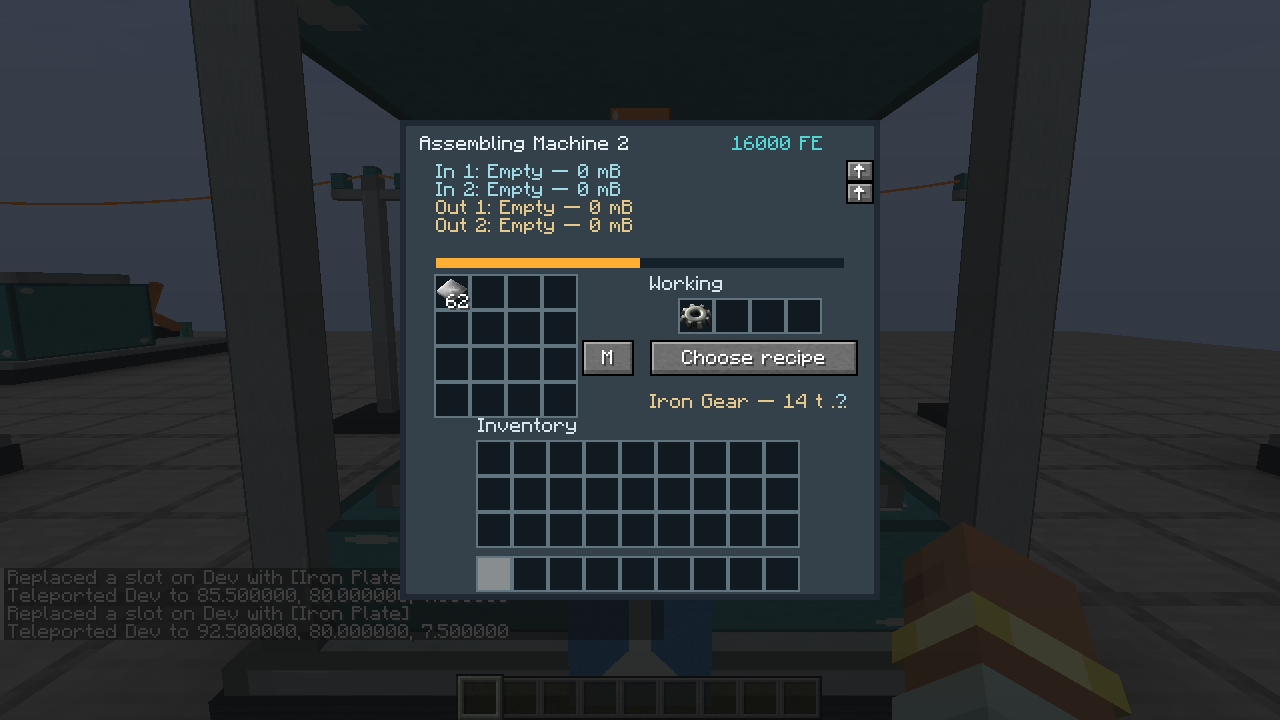 Assembling Machine 2 16000 FE
In 1: Empty — 0 mB
In 2: Empty — 0 mB
Out 1: Empty — 0 mB
Out 2: Empty — 0 mB
Working
62
M Choose recipe
Iron Gear — 14 t .?
Inventory
Replaced a slot on Dev with [Iron Plate
Teleported Dev to 85.500000, 80.000000,
Replaced a slot on Dev with [Iron Plate]
Teleported Dev to 92.500000, 80.000000, 7.500000